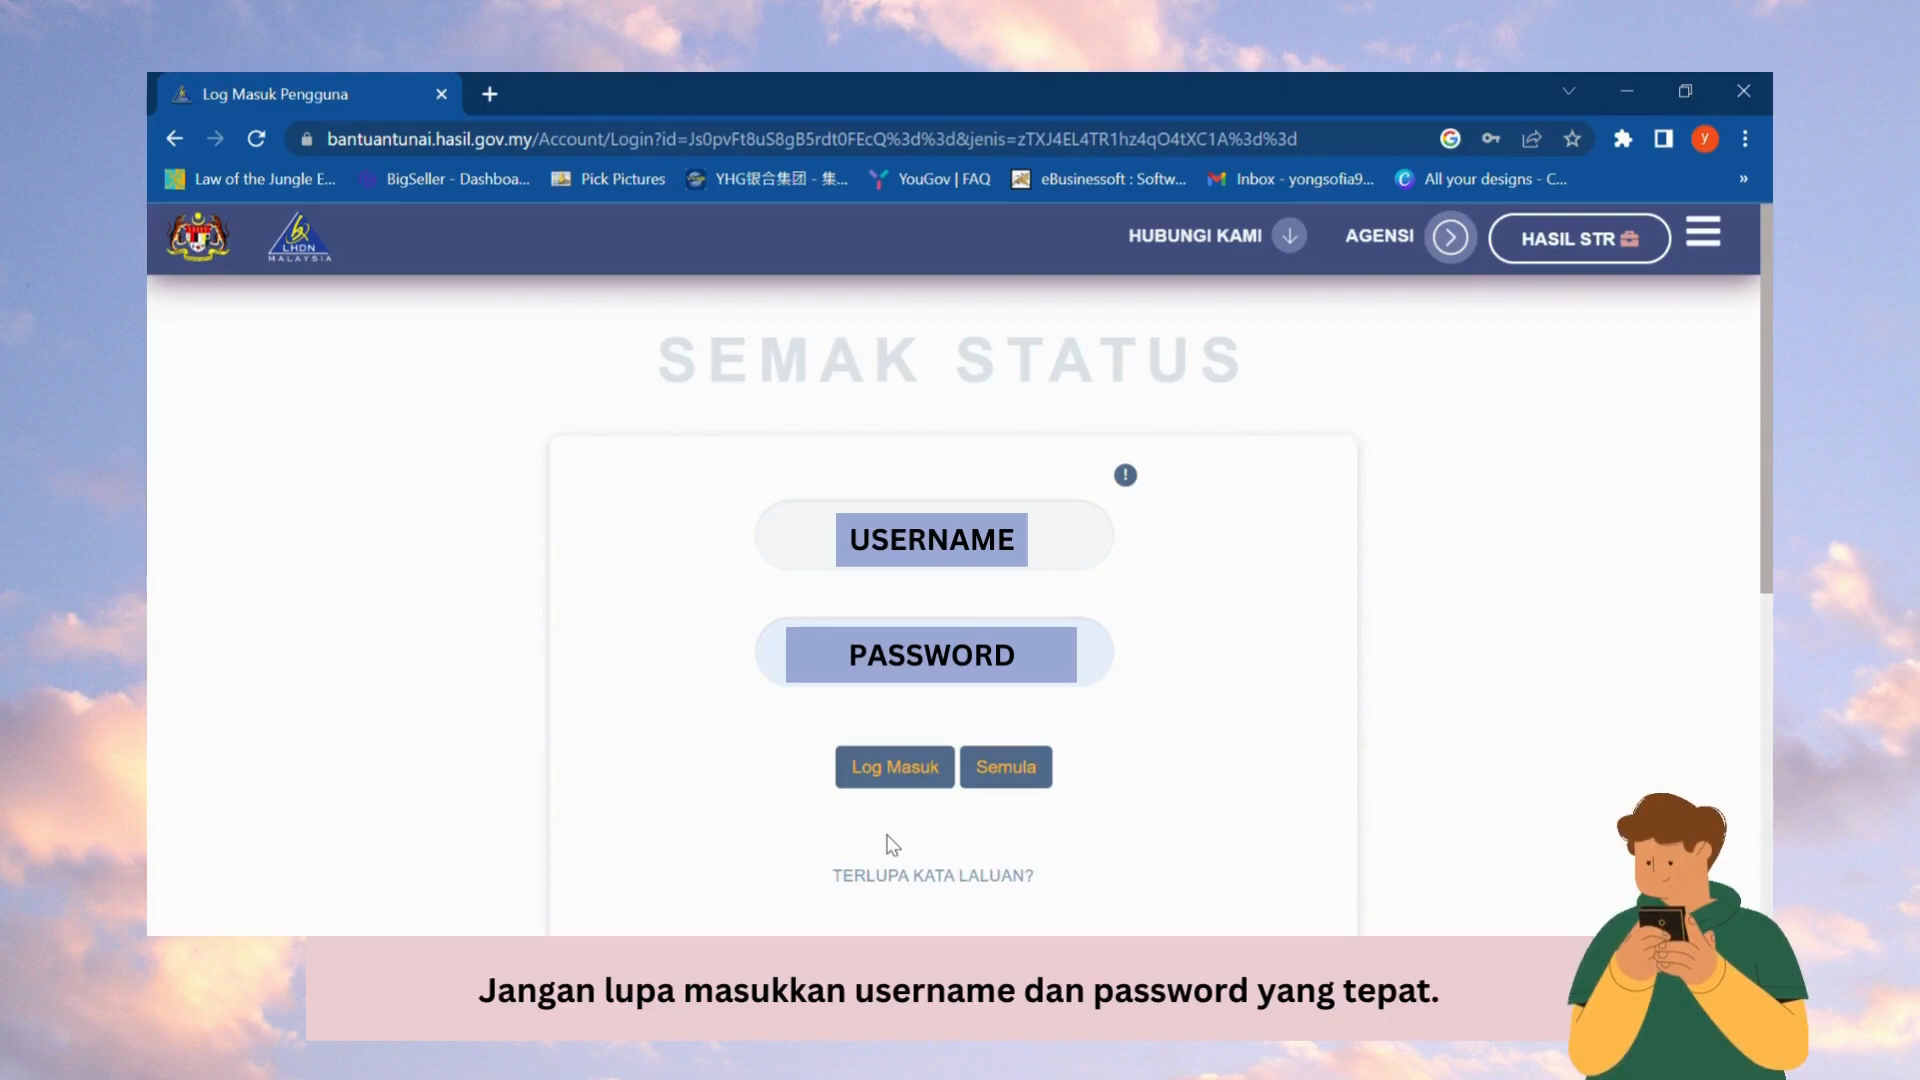 Log Masuk Pengguna
bantuantunai.hasil.gov.my/Account/Login?id=Js0pvFt8uS8gB5rdt0FEcQ%3d%3d&jenis=zTXJ4EL4TR1hz4qO4tXC1A%3d%3d
y
Law of the Jungle E...
BigSeller - Dashboa...
Pick Pictures
YHG银合集团 - 集...
YouGov | FAQ
eBusinessoft : Softw...
Inbox - yongsofia9...
All your designs - C...
»
LHDN
MALAYSIA
HUBUNGI KAMI
AGENSI
HASIL STR
SEMAK STATUS
USERNAME
PASSWORD
Log Masuk
Semula
TERLUPA KATA LALUAN?
Jangan lupa masukkan username dan password yang tepat.